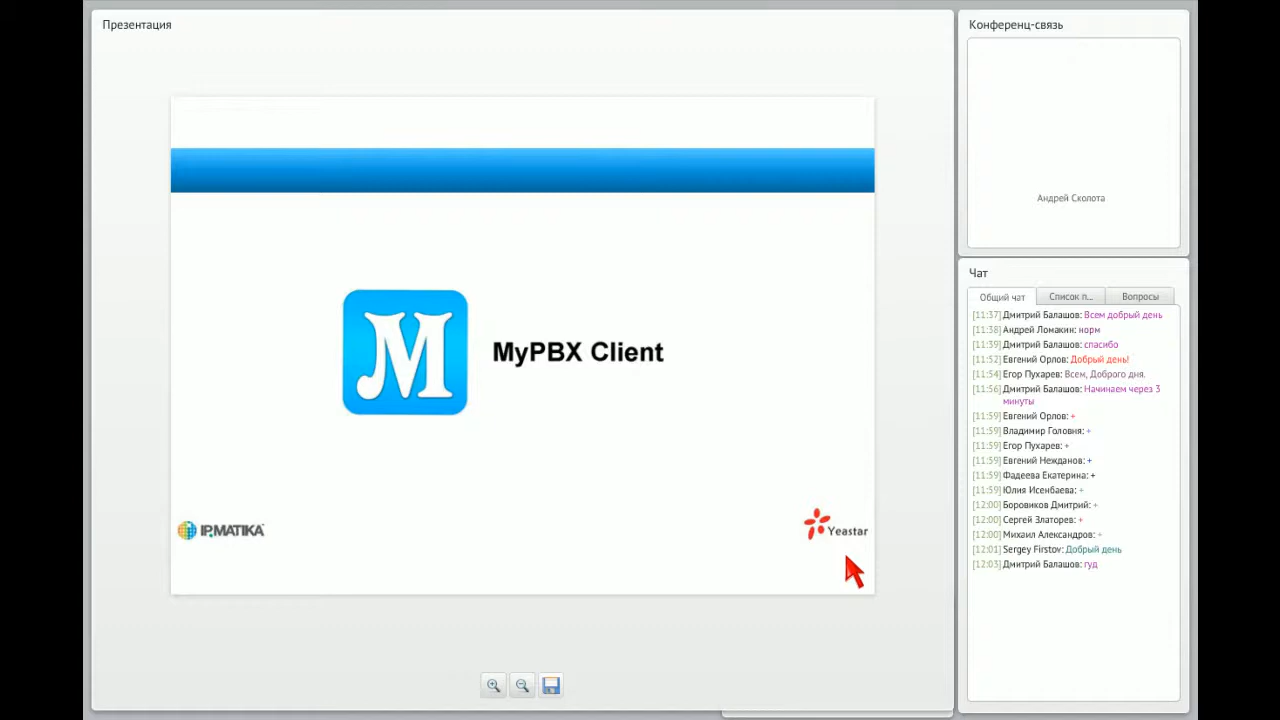 Презентация
M
MyPBX Client
IPMATIKA
Yeastar
Конференц-связь
Андрей Сколота
Чат
Общий чат
Список п...
Вопросы
[11:37] Дмитрий Балашов: Всем добрый день
[11:38] Андрей Ломакин: норм
[11:39] Дмитрий Балашов: спасибо
[11:52] Евгений Орлов: Добрый день!
[11:54] Егор Пухарев: Всем, Доброго дня.
[11:56] Дмитрий Балашов: Начинаем через 3
минуты
[11:59] Евгений Орлов: +
[11:59] Владимир Головня: +
[11:59] Егор Пухарев: +
[11:59] Евгений Нежданов: +
[11:59] Фадеева Екатерина: +
[11:59] Юлия Исенбаева: +
[12:00] Боровиков Дмитрий: +
[12:00] Сергей Златорев: +
[12:00] Михаил Александров: +
[12:01] Sergey Firstov: Добрый день
[12:03] Дмитрий Балашов: гуд